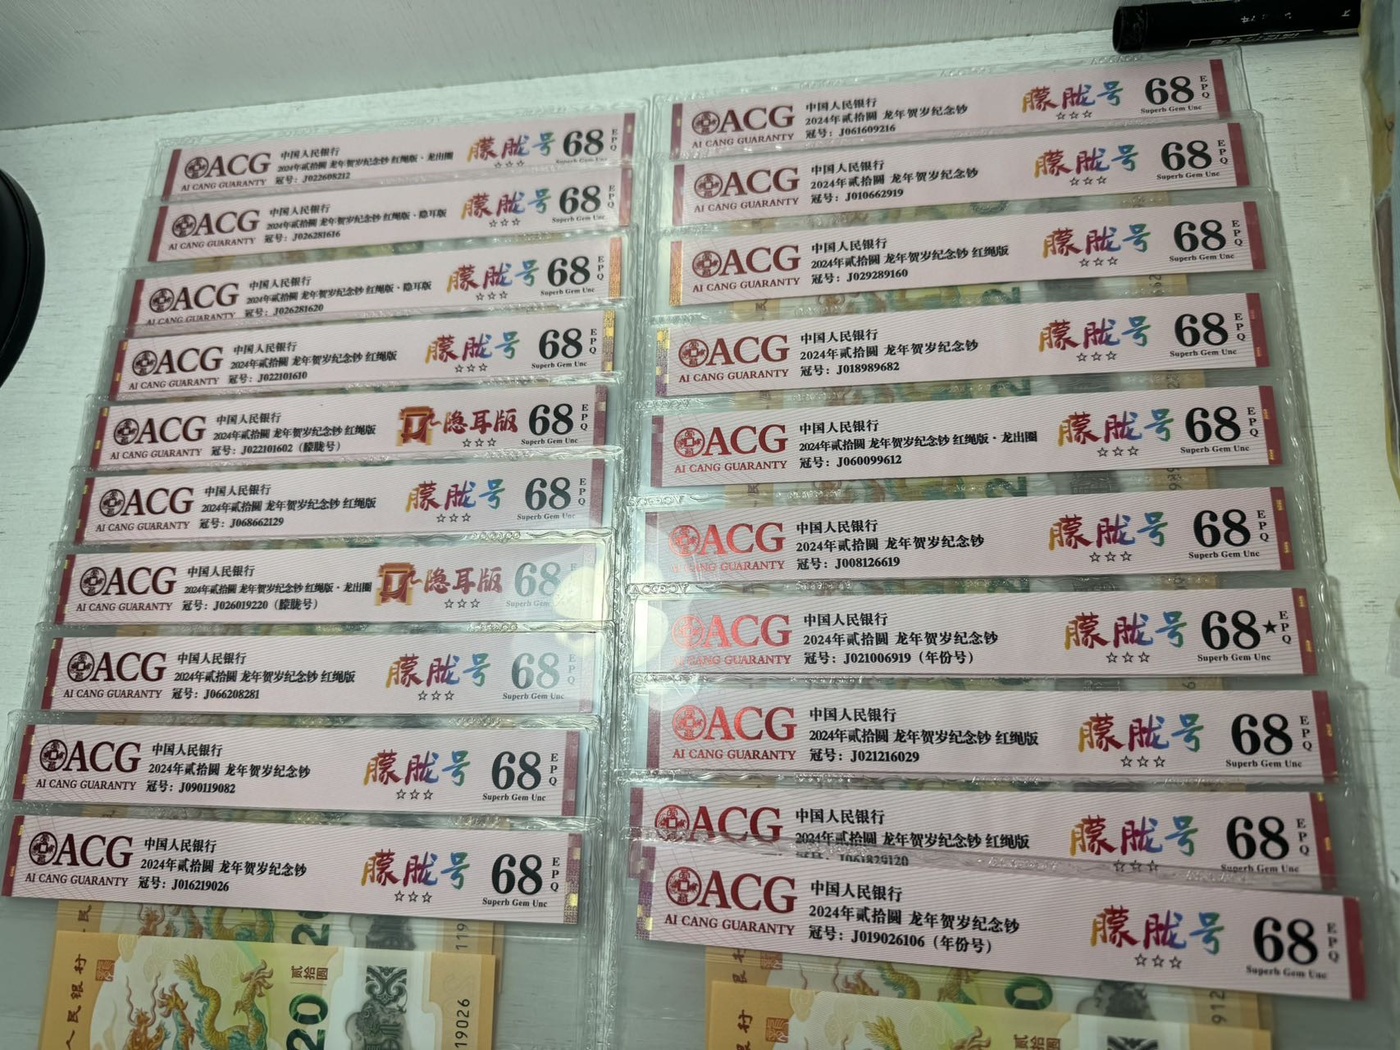 ACG
AI CANG GUARANTY
中国人民银行
2024年贰拾圆 龙年贺岁纪念钞 红绳版·龙出圈
冠号：J022608212
朦胧号
☆☆☆
68
EPQ
Superb Gem Unc
ACG
AI CANG GUARANTY
中国人民银行
2024年贰拾圆 龙年贺岁纪念钞 红绳版·隐耳版
冠号：J026281616
朦胧号
☆☆☆
68
EPQ
Superb Gem Unc
ACG
AI CANG GUARANTY
中国人民银行
2024年贰拾圆 龙年贺岁纪念钞 红绳版·隐耳版
冠号：J026281620
朦胧号
☆☆☆
68
EPQ
Superb Gem Unc
ACG
AI CANG GUARANTY
中国人民银行
2024年贰拾圆 龙年贺岁纪念钞 红绳版
冠号：J022101610
朦胧号
☆☆☆
68
EPQ
Superb Gem Unc
ACG
AI CANG GUARANTY
中国人民银行
2024年贰拾圆 龙年贺岁纪念钞 红绳版
冠号：J022101602（朦胧号）
隐耳版
☆☆☆
68
EPQ
Superb Gem Unc
ACG
AI CANG GUARANTY
中国人民银行
2024年贰拾圆 龙年贺岁纪念钞 红绳版
冠号：J068662129
朦胧号
☆☆☆
68
EPQ
Superb Gem Unc
ACG
AI CANG GUARANTY
中国人民银行
2024年贰拾圆 龙年贺岁纪念钞 红绳版·龙出圈
冠号：J026019220（朦胧号）
隐耳版
☆☆☆
68
EPQ
Superb Gem Unc
ACG
AI CANG GUARANTY
中国人民银行
2024年贰拾圆 龙年贺岁纪念钞 红绳版
冠号：J066208281
朦胧号
☆☆☆
68
EPQ
Superb Gem Unc
ACG
AI CANG GUARANTY
中国人民银行
2024年贰拾圆 龙年贺岁纪念钞
冠号：J090119082
朦胧号
☆☆☆
68
EPQ
Superb Gem Unc
ACG
AI CANG GUARANTY
中国人民银行
2024年贰拾圆 龙年贺岁纪念钞
冠号：J016219026
朦胧号
☆☆☆
68
EPQ
Superb Gem Unc
人民银行
贰拾圆
20
19026
ACG
AI CANG GUARANTY
中国人民银行
2024年贰拾圆 龙年贺岁纪念钞
冠号：J061609216
朦胧号
☆☆☆
68
EPQ
Superb Gem Unc
ACG
AI CANG GUARANTY
中国人民银行
2024年贰拾圆 龙年贺岁纪念钞
冠号：J010662919
朦胧号
☆☆☆
68
EPQ
Superb Gem Unc
ACG
AI CANG GUARANTY
中国人民银行
2024年贰拾圆 龙年贺岁纪念钞 红绳版
冠号：J029289160
朦胧号
☆☆☆
68
EPQ
Superb Gem Unc
ACG
AI CANG GUARANTY
中国人民银行
2024年贰拾圆 龙年贺岁纪念钞
冠号：J018989682
朦胧号
☆☆☆
68
EPQ
Superb Gem Unc
ACG
AI CANG GUARANTY
中国人民银行
2024年贰拾圆 龙年贺岁纪念钞 红绳版·龙出圈
冠号：J060099612
朦胧号
☆☆☆
68
EPQ
Superb Gem Unc
ACG
AI CANG GUARANTY
中国人民银行
2024年贰拾圆 龙年贺岁纪念钞
冠号：J008126619
朦胧号
☆☆☆
68
EPQ
Superb Gem Unc
ACG
AI CANG GUARANTY
中国人民银行
2024年贰拾圆 龙年贺岁纪念钞
冠号：J021006919（年份号）
朦胧号
☆☆☆
68★
EPQ
Superb Gem Unc
ACG
AI CANG GUARANTY
中国人民银行
2024年贰拾圆 龙年贺岁纪念钞 红绳版
冠号：J021216029
朦胧号
☆☆☆
68
EPQ
Superb Gem Unc
ACG
中国人民银行
2024年贰拾圆 龙年贺岁纪念钞 红绳版
冠号：J061829120
朦胧号
☆☆☆
68
EPQ
Superb Gem Unc
ACG
AI CANG GUARANTY
中国人民银行
2024年贰拾圆 龙年贺岁纪念钞
冠号：J019026106（年份号）
朦胧号
☆☆☆
68
EPQ
Superb Gem Unc